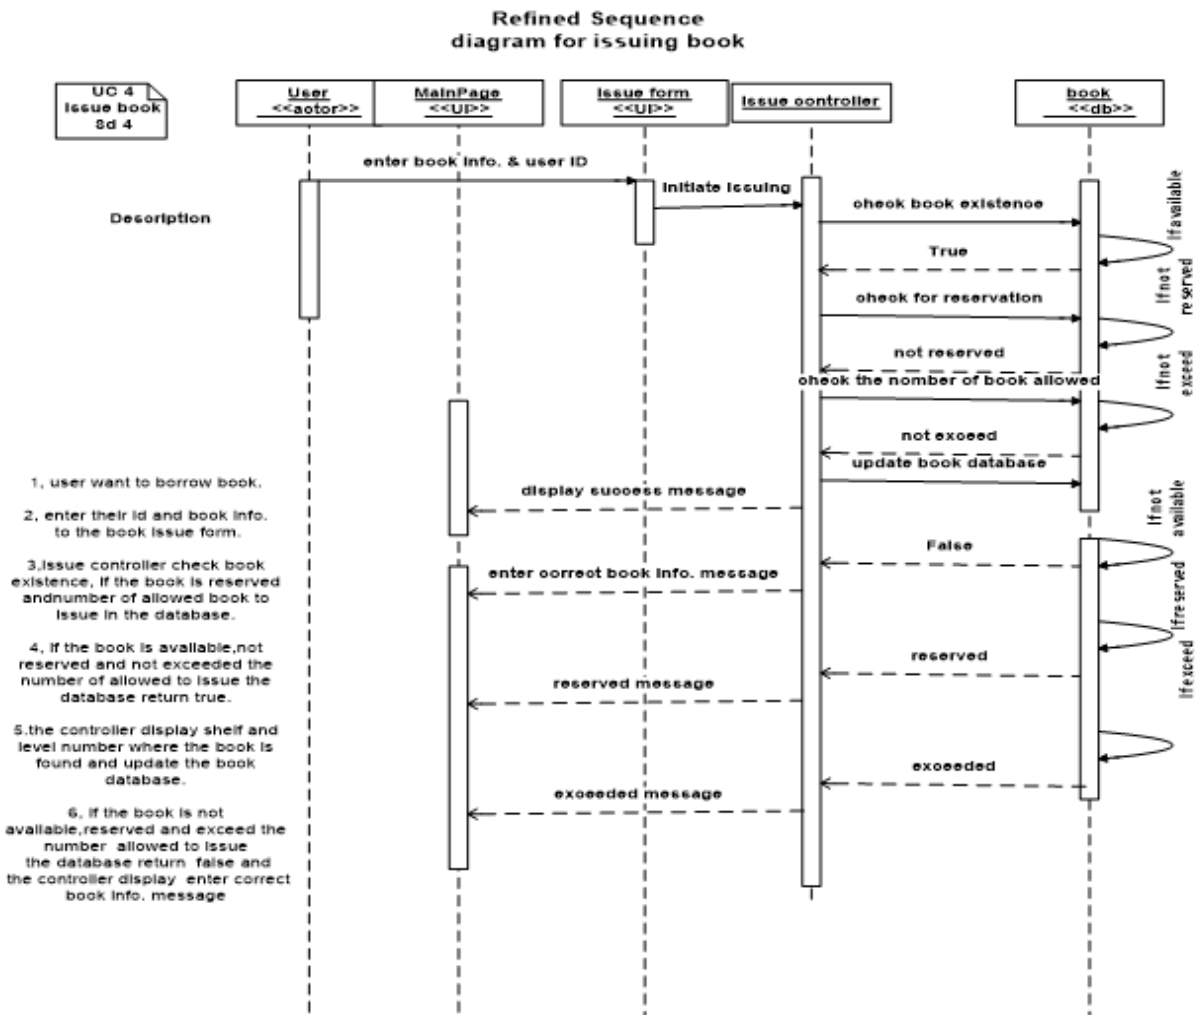 Refined Sequence
diagram for issuing book
UC 4
Issue book
Sd 4
User
<<aotor>>
MainPage
<<UI>>
Issue form
<<UI>>
Issue oontroller
book
<<db>>
enter book Info. & user ID
Initiate Issuing
oheck book existenoe
If available
Desoription
True
If not
reserved
oheck for reservation
not reserved
If not
exceed
oheck the nomber of book allowed
not exoeed
update book database
display suooess message
If not
available
False
enter oorreot book Info. message
If reserved
reserved
reserved message
If exceed
exoeeded
exoeeded message
1, user want to borrow book.
2, enter their id and book info.
to the book issue form.
3,Issue controller check book
existence, if the book is reserved
andnumber of allowed book to
issue in the database.
4, if the book is available,not
reserved and not exceeded the
number of allowed to issue the
database return true.
5.the controller display shelf and
level number where the book is
found and update the book
database.
6, if the book is not
available,reserved and exceed the
number allowed to issue
the database return false and
the controller display enter correct
book info. message